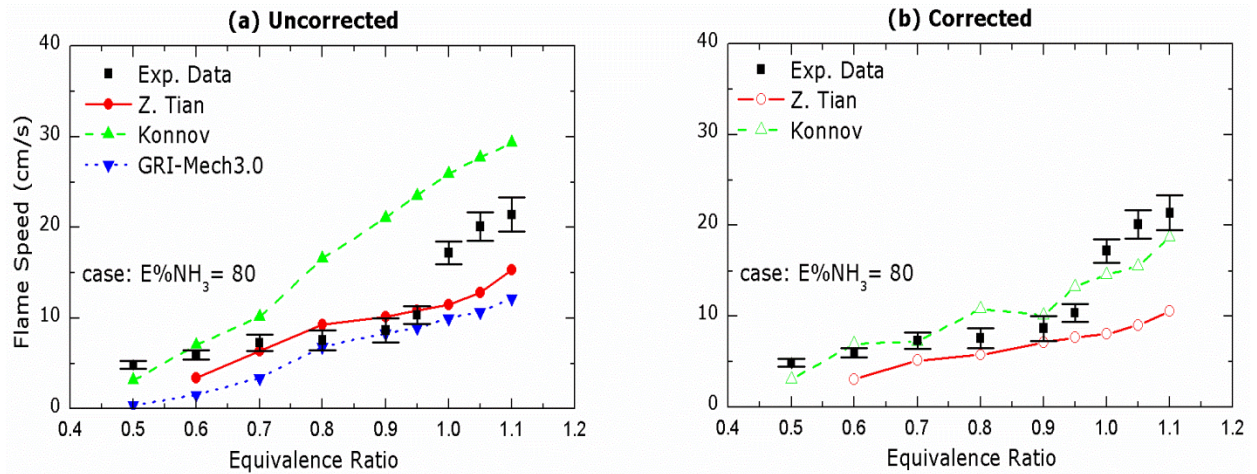 (a) Uncorrected
40
30
20
10
0
Flame Speed (cm/s)
Exp. Data
Z. Tian
Konnov
GRI-Mech3.0
case: E%NH₃= 80
0.4 0.5 0.6 0.7 0.8 0.9 1.0 1.1 1.2
Equivalence Ratio
(b) Corrected
40
30
20
10
0
Exp. Data
Z. Tian
Konnov
case: E%NH₃= 80
0.4 0.5 0.6 0.7 0.8 0.9 1.0 1.1 1.2
Equivalence Ratio